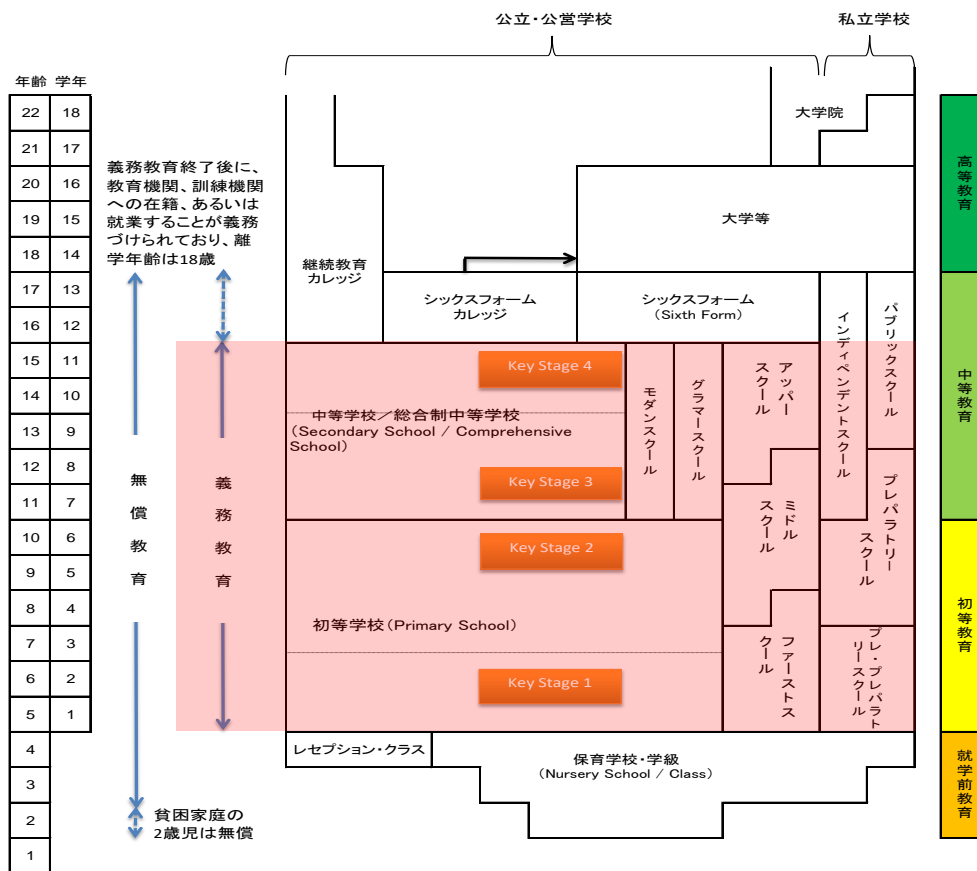 公立・公営学校
私立学校
年齢 学年
22 18
21 17
20 16
19 15
18 14
17 13
16 12
15 11
14 10
13 9
12 8
11 7
10 6
9 5
8 4
7 3
6 2
5 1
4
3
2
1
義務教育終了後に、
教育機関、訓練機関
への在籍、あるいは
就業することが義務
づけられており、離
学年齢は18歳
無償教育
義務教育
貧困家庭の
2歳児は無償
大学院
大学等
継続教育
カレッジ
シックスフォーム
カレッジ
シックスフォーム
(Sixth Form)
インディペンデントスクール
パブリックスクール
Key Stage 4
中等学校／総合制中等学校
(Secondary School / Comprehensive
School)
Key Stage 3
モダンスクール
グラマースクール
アッパー
スクール
ミドル
スクール
プレパラトリー
スクール
Key Stage 2
初等学校(Primary School)
Key Stage 1
ファーストス
クール
プレ・プレパラト
リースクール
レセプション・クラス
保育学校・学級
(Nursery School / Class)
高等教育
中等教育
初等教育
就学前教育